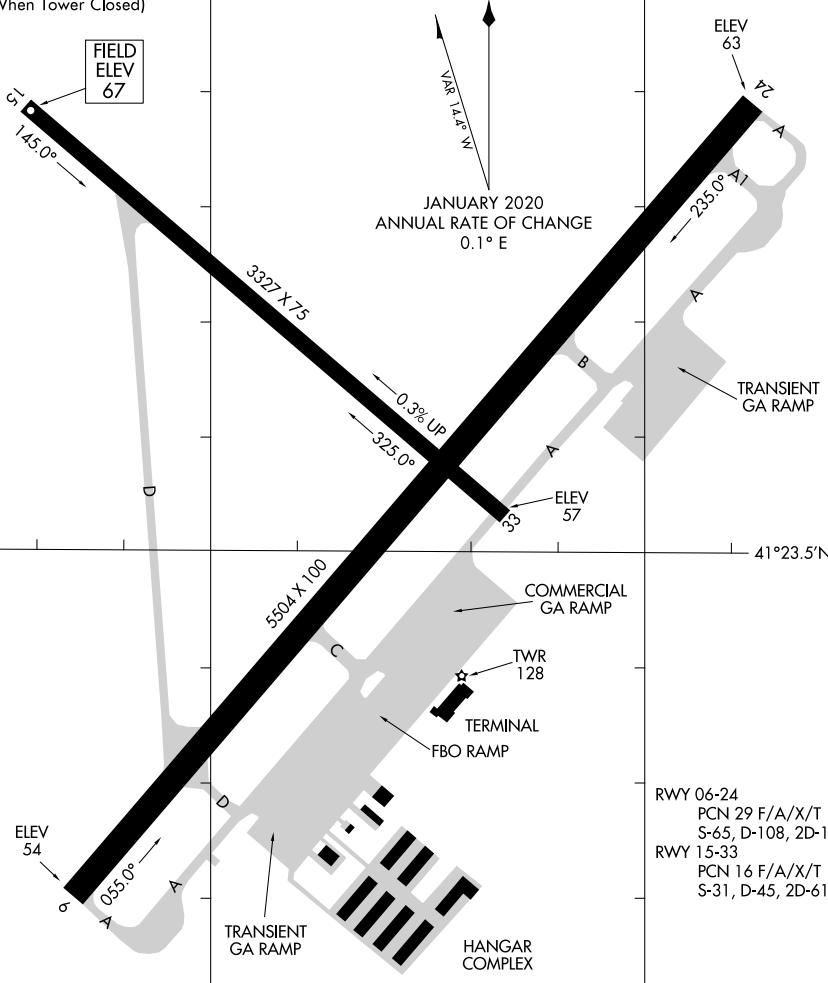 When Tower Closed)
FIELD
ELEV
67
15
145.0°
VAR 14.4° W
JANUARY 2020
ANNUAL RATE OF CHANGE
0.1° E
ELEV
63
24
A
A1
235.0°
A
3327 X 75
B
TRANSIENT
GA RAMP
0.3% UP
325.0°
A
D
ELEV
57
33
41°23.5'N
5504 X 100
COMMERCIAL
GA RAMP
C
TWR
128
TERMINAL
FBO RAMP
D
ELEV
54
055.0°
6
A
A
TRANSIENT
GA RAMP
HANGAR
COMPLEX
RWY 06-24
PCN 29 F/A/X/T
S-65, D-108, 2D-1
RWY 15-33
PCN 16 F/A/X/T
S-31, D-45, 2D-61